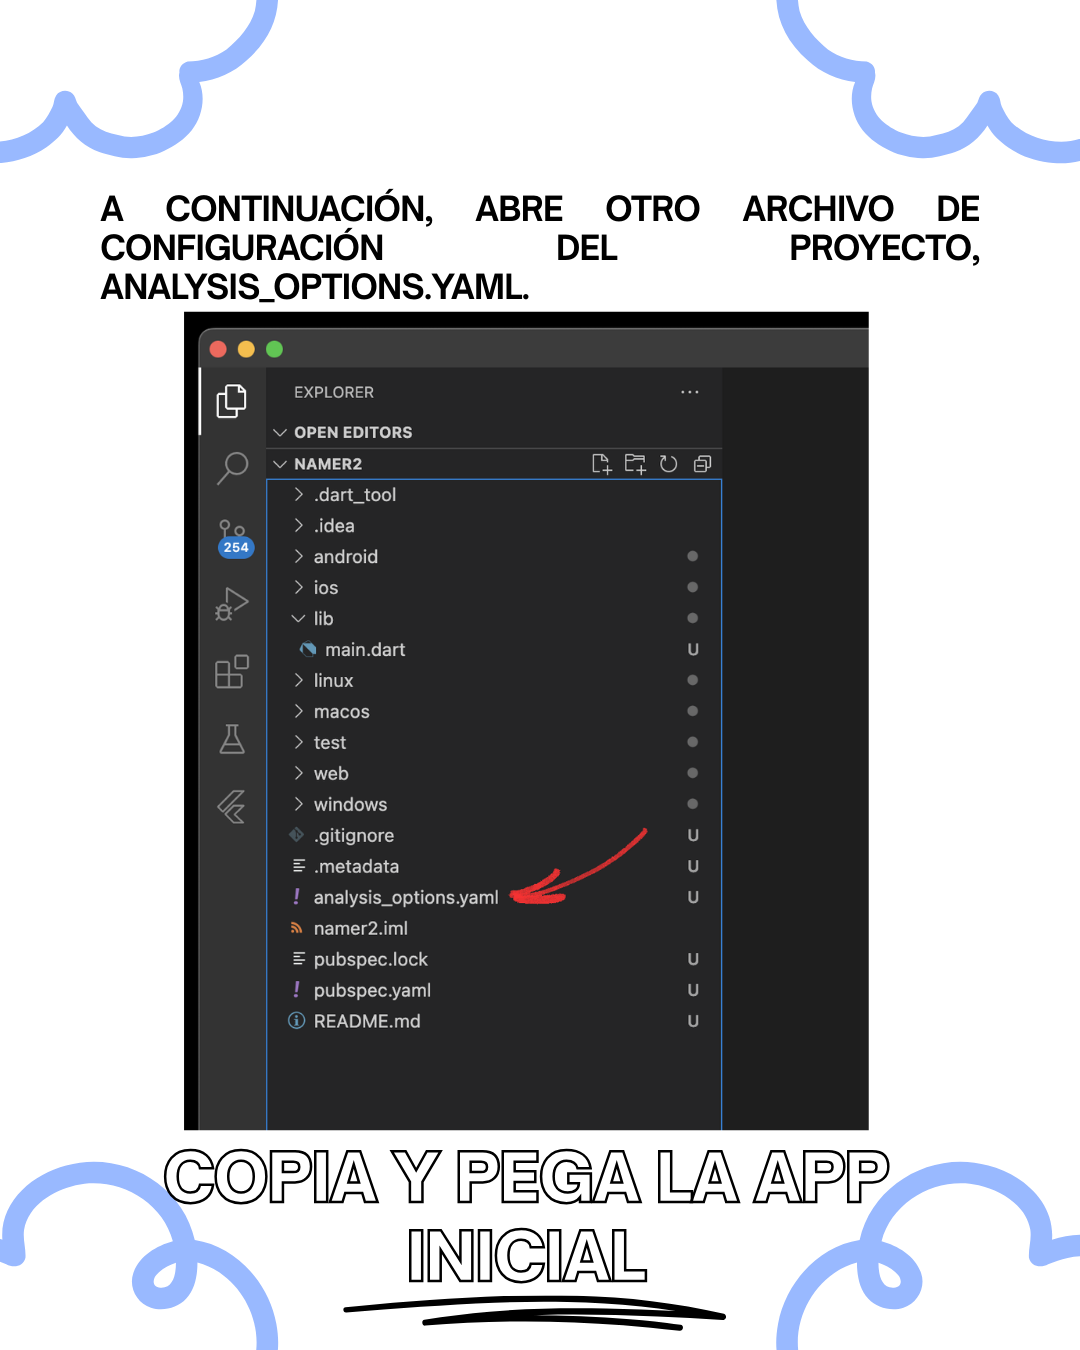 A CONTINUACIÓN, ABRE OTRO ARCHIVO DE
CONFIGURACIÓN DEL PROYECTO,
ANALYSIS_OPTIONS.YAML.
EXPLORER
OPEN EDITORS
NAMER2
.dart_tool
.idea
254
android
ios
lib
main.dart U
linux
macos
test
web
windows
.gitignore U
.metadata U
! analysis_options.yaml U
namer2.iml
pubspec.lock U
! pubspec.yaml U
README.md U
COPIA Y PEGA LA APP
INICIAL